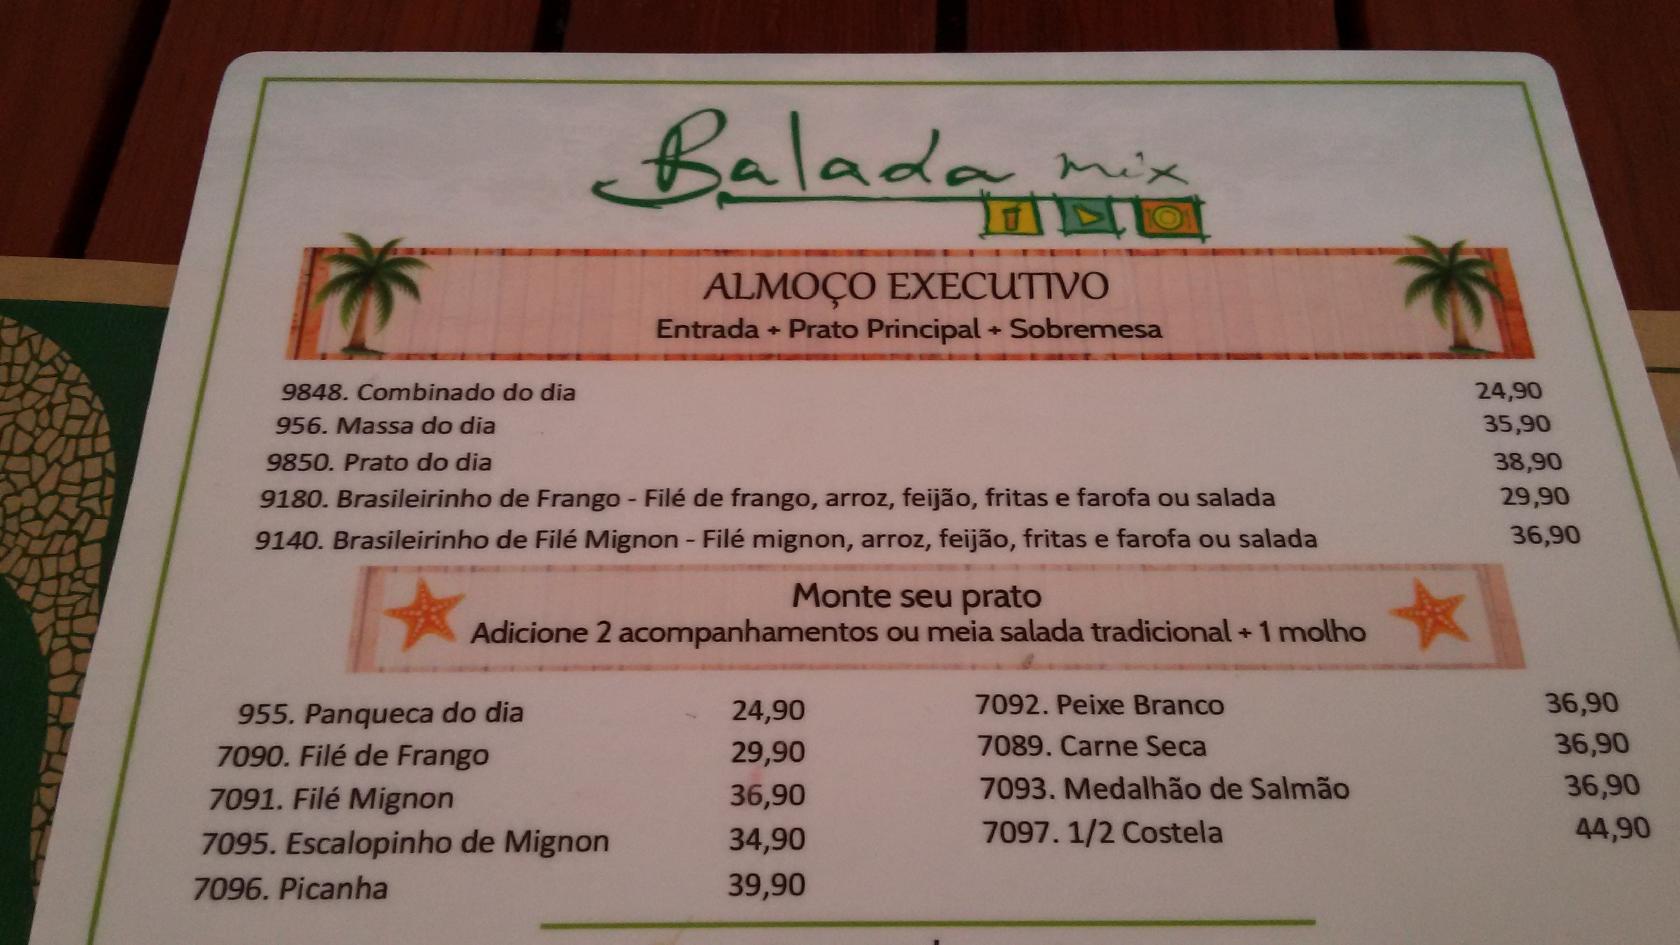 Balada mix
ALMOÇO EXECUTIVO
Entrada + Prato Principal + Sobremesa
9848. Combinado do dia 24,90
956. Massa do dia 35,90
9850. Prato do dia 38,90
9180. Brasileirinho de Frango - Filé de frango, arroz, feijão, fritas e farofa ou salada 29,90
9140. Brasileirinho de Filé Mignon - Filé mignon, arroz, feijão, fritas e farofa ou salada 36,90
Monte seu prato
Adicione 2 acompanhamentos ou meia salada tradicional + 1 molho
955. Panqueca do dia 24,90
7090. Filé de Frango 29,90
7091. Filé Mignon 36,90
7095. Escalopinho de Mignon 34,90
7096. Picanha 39,90
7092. Peixe Branco 36,90
7089. Carne Seca 36,90
7093. Medalhão de Salmão 36,90
7097. 1/2 Costela 44,90